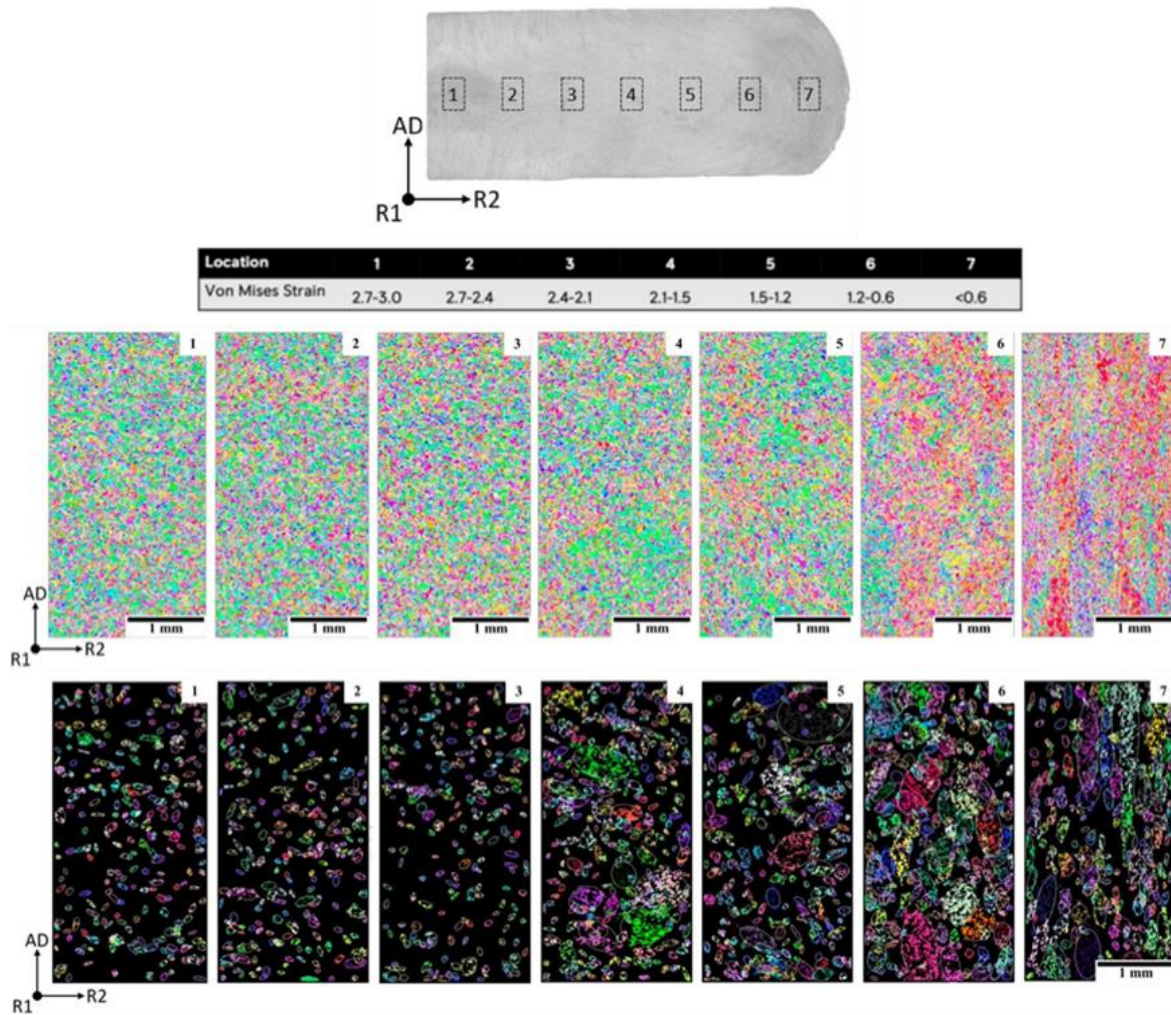 1 2 3 4 5 6 7
AD
R1 R2
Location 1 2 3 4 5 6 7
Von Mises Strain 2.7-3.0 2.7-2.4 2.4-2.1 2.1-1.5 1.5-1.2 1.2-0.6 <0.6
1 2 3 4 5 6 7
AD
1 mm 1 mm 1 mm 1 mm 1 mm 1 mm 1 mm
R1 R2
1 2 3 4 5 6 7
AD
1 mm
R1 R2